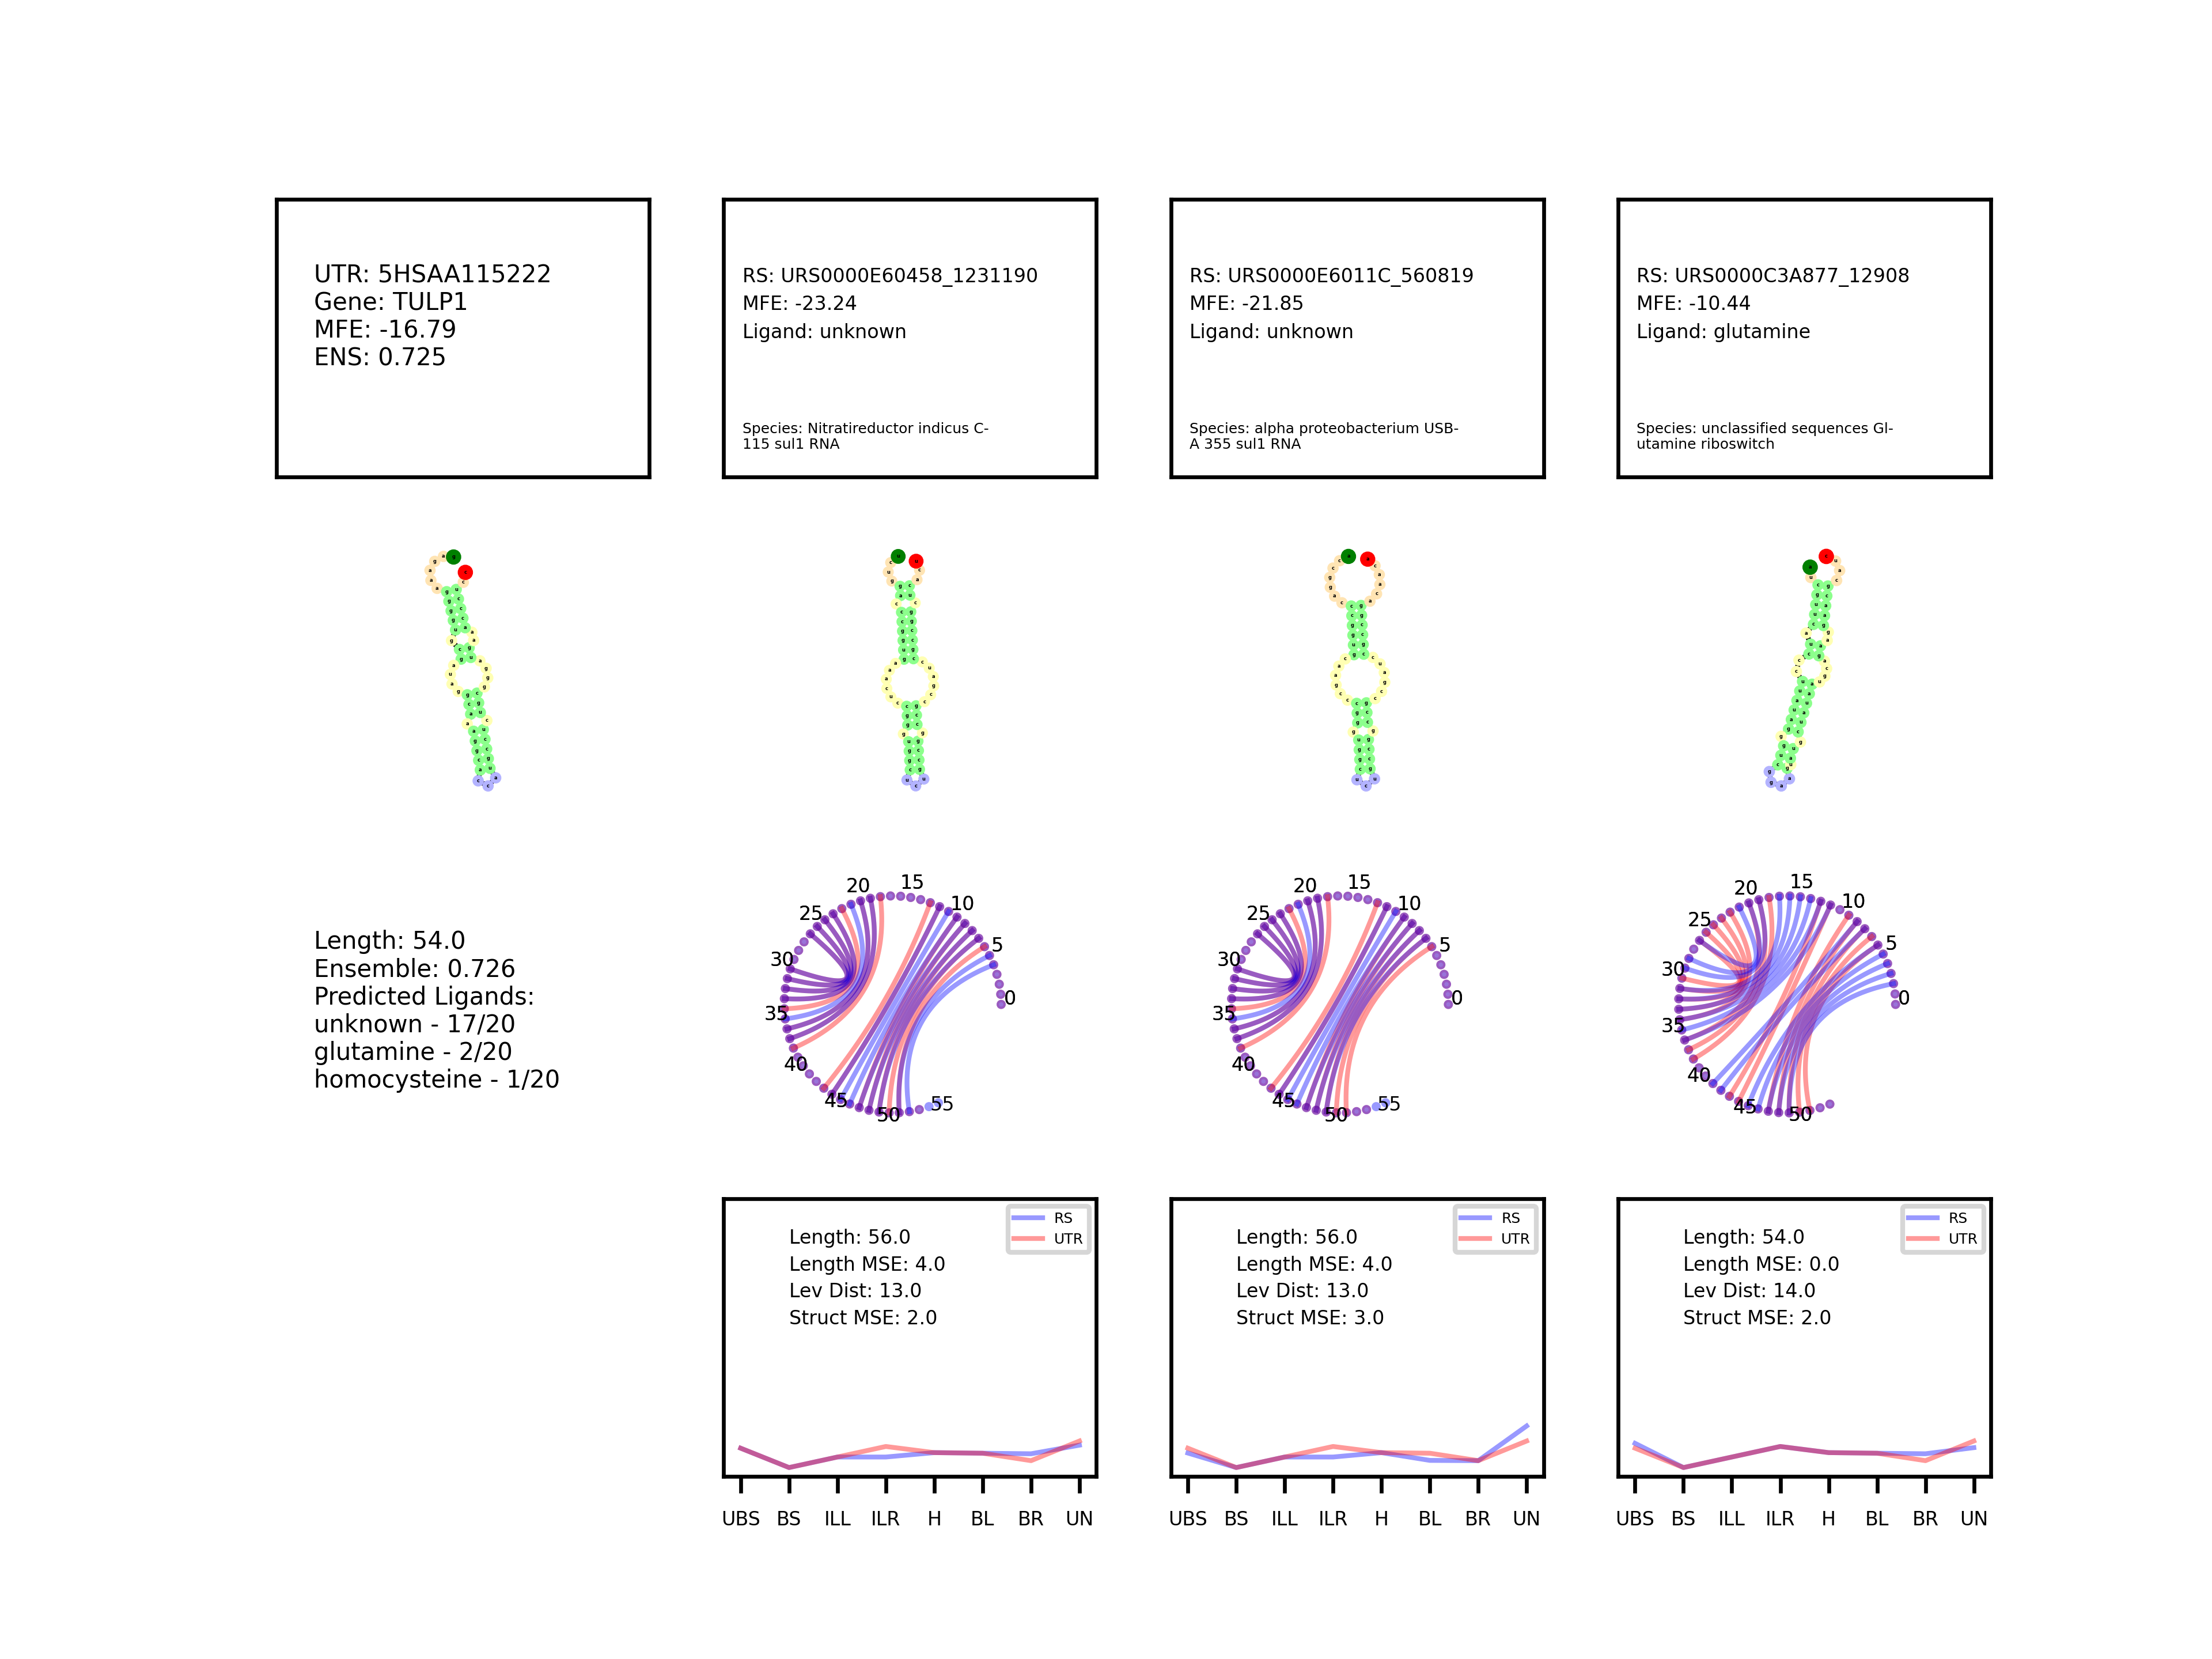 UTR: 5HSAA115222
Gene: TULP1
MFE: -16.79
ENS: 0.725
RS: URS0000E60458_1231190
MFE: -23.24
Ligand: unknown
Species: Nitratireductor indicus C-
115 sul1 RNA
RS: URS0000E6011C_560819
MFE: -21.85
Ligand: unknown
Species: alpha proteobacterium USB-
A 355 sul1 RNA
RS: URS0000C3A877_12908
MFE: -10.44
Ligand: glutamine
Species: unclassified sequences Gl-
utamine riboswitch
Length: 54.0
Ensemble: 0.726
Predicted Ligands:
unknown - 17/20
glutamine - 2/20
homocysteine - 1/20
0
5
10
15
20
25
30
35
40
45
50
55
0
5
10
15
20
25
30
35
40
45
50
55
0
5
10
15
20
25
30
35
40
45
50
RS
UTR
Length: 56.0
Length MSE: 4.0
Lev Dist: 13.0
Struct MSE: 2.0
UBS BS ILL ILR H BL BR UN
RS
UTR
Length: 56.0
Length MSE: 4.0
Lev Dist: 13.0
Struct MSE: 3.0
UBS BS ILL ILR H BL BR UN
RS
UTR
Length: 54.0
Length MSE: 0.0
Lev Dist: 14.0
Struct MSE: 2.0
UBS BS ILL ILR H BL BR UN